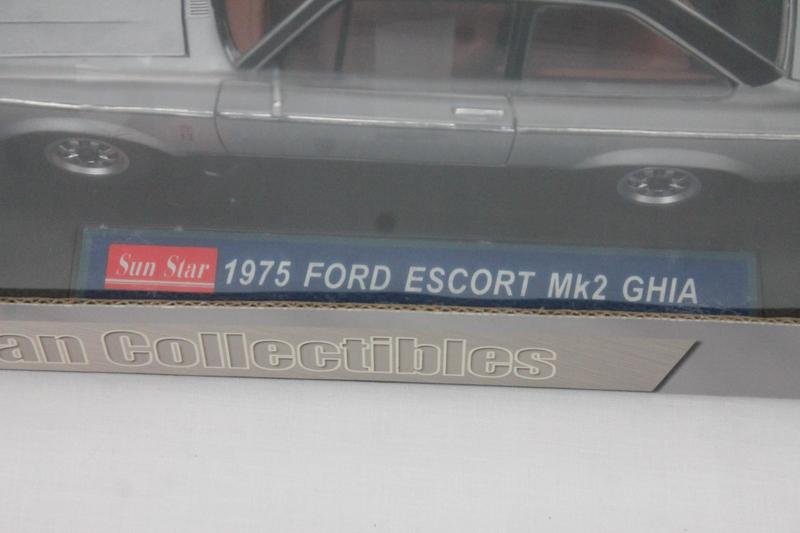 Sun Star
1975 FORD ESCORT Mk2 GHIA
an Collectibles